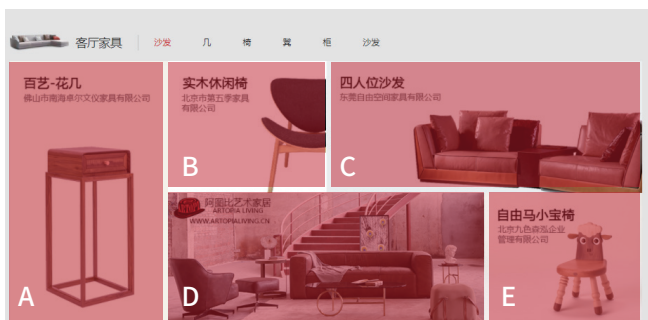 客厅家具
沙发
几
椅
凳
柜
沙发
百艺-花几
佛山市南海卓尔文仪家具有限公司
A
实木休闲椅
北京市第五季家具
有限公司
B
四人位沙发
东莞自由空间家具有限公司
C
阿图比艺术家居
ARTOPIA LIVING
WWW.ARTOPIALIVING.CN
D
自由马小宝椅
北京九色森泓企业
管理有限公司
E